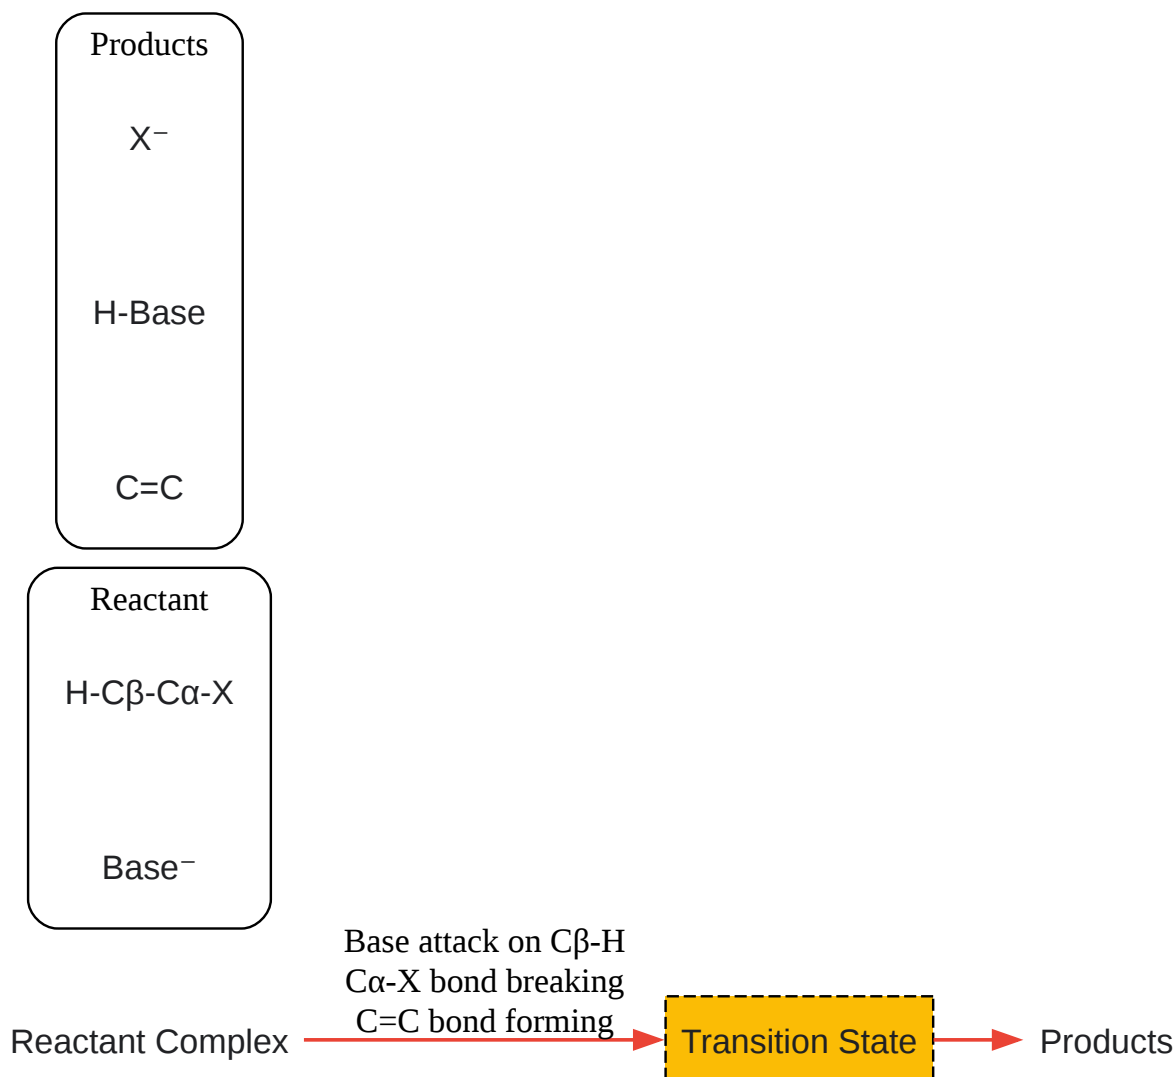 Products
X⁻
H-Base
C=C
Reactant
H-Cβ-Cα-X
Base⁻
Base attack on Cβ-H
Cα-X bond breaking
C=C bond forming
Reactant Complex
Transition State
Products